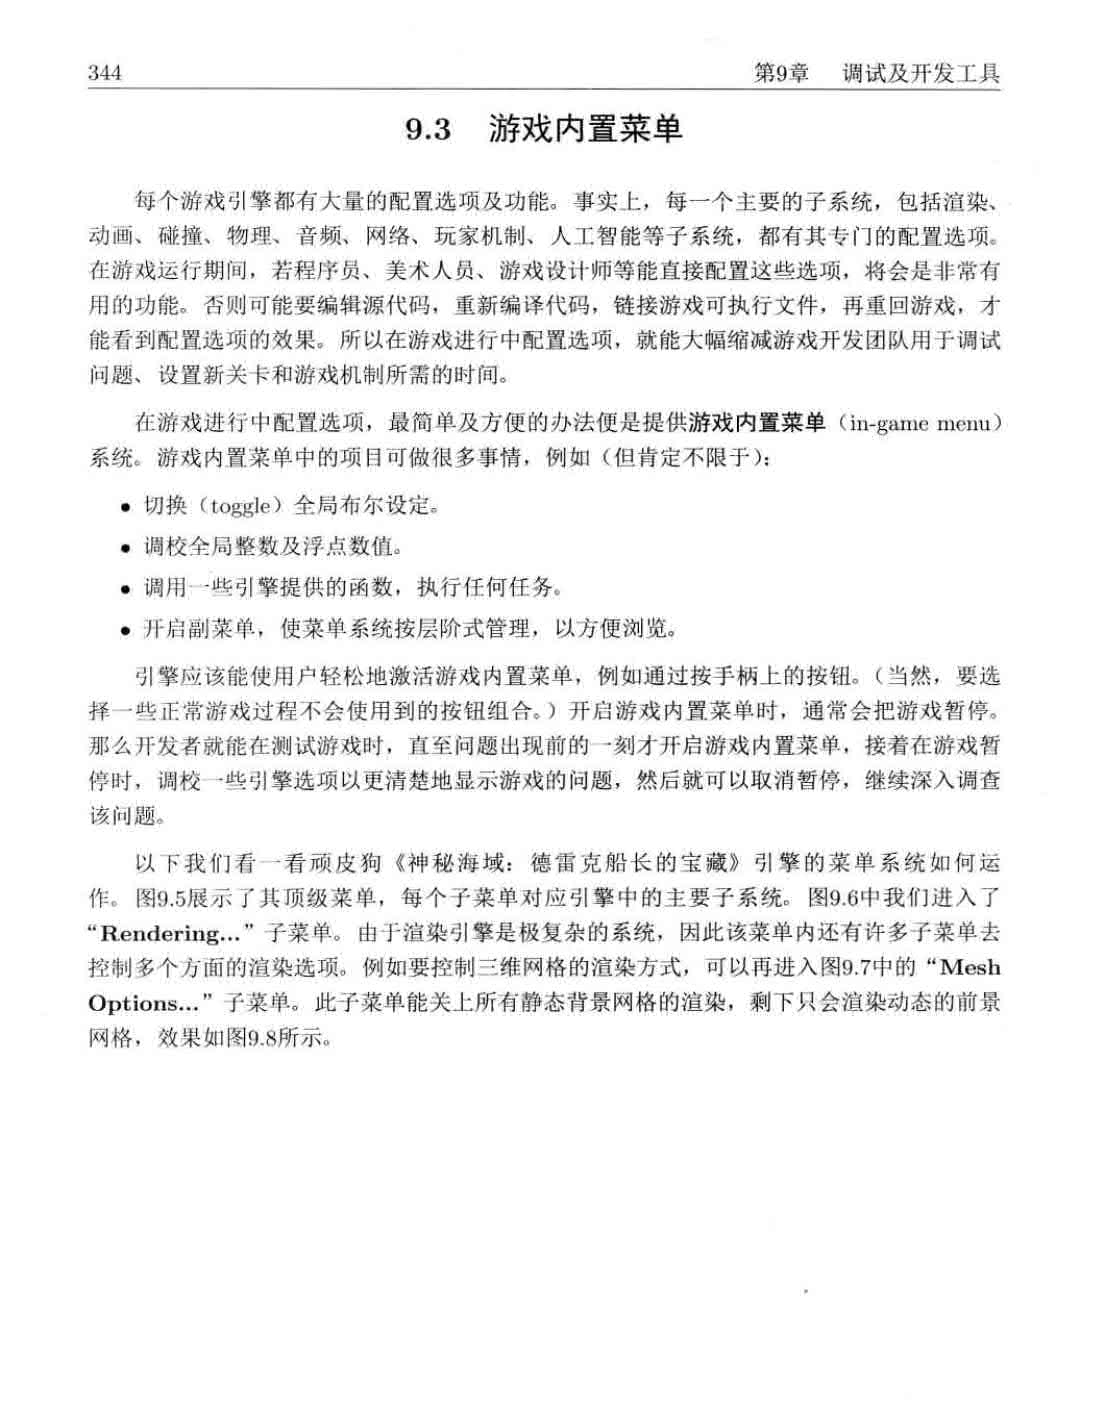 344 第9章 调试及开发工具
9.3 游戏内置菜单
每个游戏引擎都有大量的配置选项及功能。事实上，每一个主要的子系统，包括渲染、
动画、碰撞、物理、音频、网络、玩家机制、人工智能等子系统，都有其专门的配置选项。
在游戏运行期间，若程序员、美术人员、游戏设计师等能直接配置这些选项，将会是非常有
用的功能。否则可能要编辑源代码，重新编译代码，链接游戏可执行文件，再重回游戏，才
能看到配置选项的效果。所以在游戏进行中配置选项，就能大幅缩减游戏开发团队用于调试
问题、设置新关卡和游戏机制所需的时间。
在游戏进行中配置选项，最简单及方便的办法便是提供游戏内置菜单（in-game menu）
系统。游戏内置菜单中的项目可做很多事情，例如（但肯定不限于）：
• 切换（toggle）全局布尔设定。
• 调校全局整数及浮点数值。
• 调用一些引擎提供的函数，执行任何任务。
• 开启副菜单，使菜单系统按层阶式管理，以方便浏览。
引擎应该能使用户轻松地激活游戏内置菜单，例如通过按手柄上的按钮。（当然，要选
择一些正常游戏过程不会使用到的按钮组合。）开启游戏内置菜单时，通常会把游戏暂停。
那么开发者就能在测试游戏时，直至问题出现前的一刻才开启游戏内置菜单，接着在游戏暂
停时，调校一些引擎选项以更清楚地显示游戏的问题，然后就可以取消暂停，继续深入调查
该问题。
以下我们看一看顽皮狗《神秘海域：德雷克船长的宝藏》引擎的菜单系统如何运
作。图9.5展示了其顶级菜单，每个子菜单对应引擎中的主要子系统。图9.6中我们进入了
“Rendering...”子菜单。由于渲染引擎是极复杂的系统，因此该菜单内还有许多子菜单去
控制多个方面的渲染选项。例如要控制三维网格的渲染方式，可以再进入图9.7中的“Mesh
Options...”子菜单。此子菜单能关上所有静态背景网格的渲染，剩下只会渲染动态的前景
网格，效果如图9.8所示。